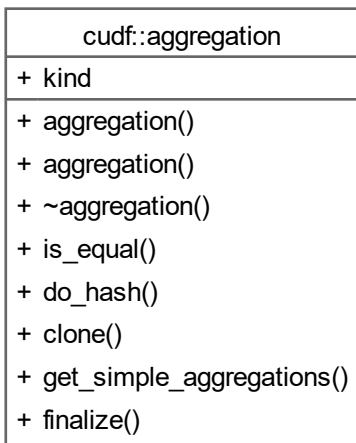 cudf::aggregation
+ kind
+ aggregation()
+ aggregation()
+ ~aggregation()
+ is_equal()
+ do_hash()
+ clone()
+ get_simple_aggregations()
+ finalize()